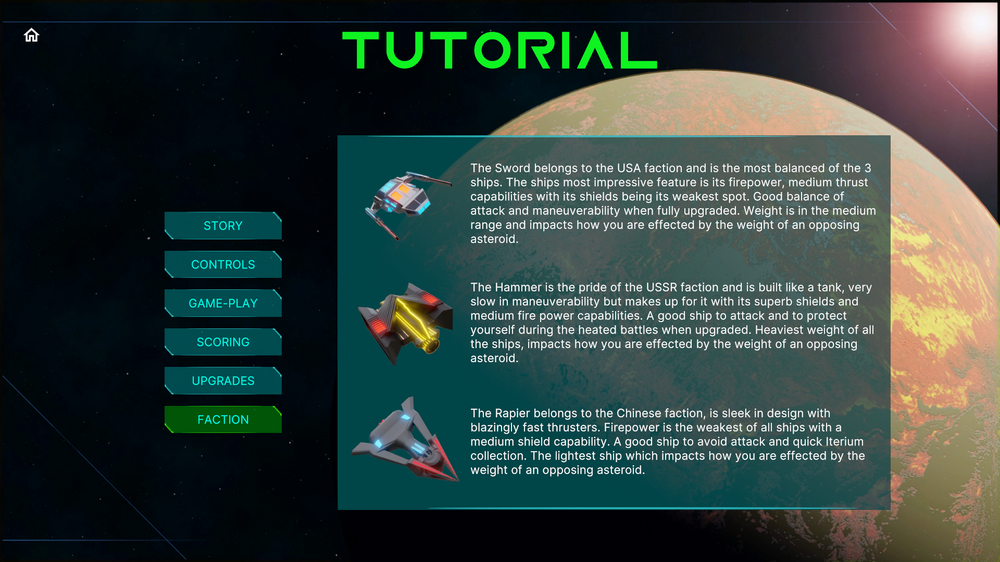 TUTORIAL
STORY
CONTROLS
GAME-PLAY
SCORING
UPGRADES
FACTION
The Sword belongs to the USA faction and is the most balanced of the 3
ships. The ships most impressive feature is its firepower, medium thrust
capabilities with its shields being its weakest spot. Good balance of
attack and maneuverability when fully upgraded. Weight is in the medium
range and impacts how you are effected by the weight of an opposing
asteroid.
The Hammer is the pride of the USSR faction and is built like a tank, very
slow in maneuverability but makes up for it with its superb shields and
medium fire power capabilities. A good ship to attack and to protect
yourself during the heated battles when upgraded. Heaviest weight of all
the ships, impacts how you are effected by the weight of an opposing
asteroid.
The Rapier belongs to the Chinese faction, is sleek in design with
blazingly fast thrusters. Firepower is the weakest of all ships with a
medium shield capability. A good ship to avoid attack and quick Iterium
collection. The lightest ship which impacts how you are effected by the
weight of an opposing asteroid.